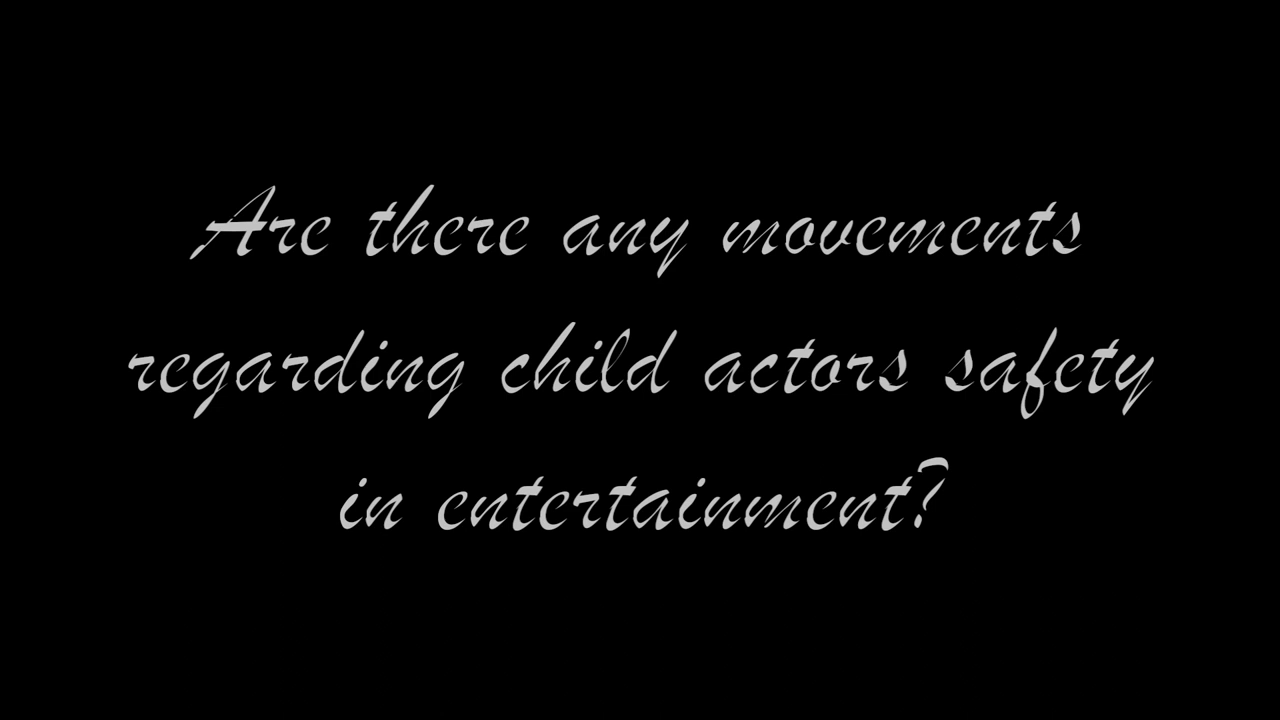 Are there any movements
regarding child actors safety
in entertainment?